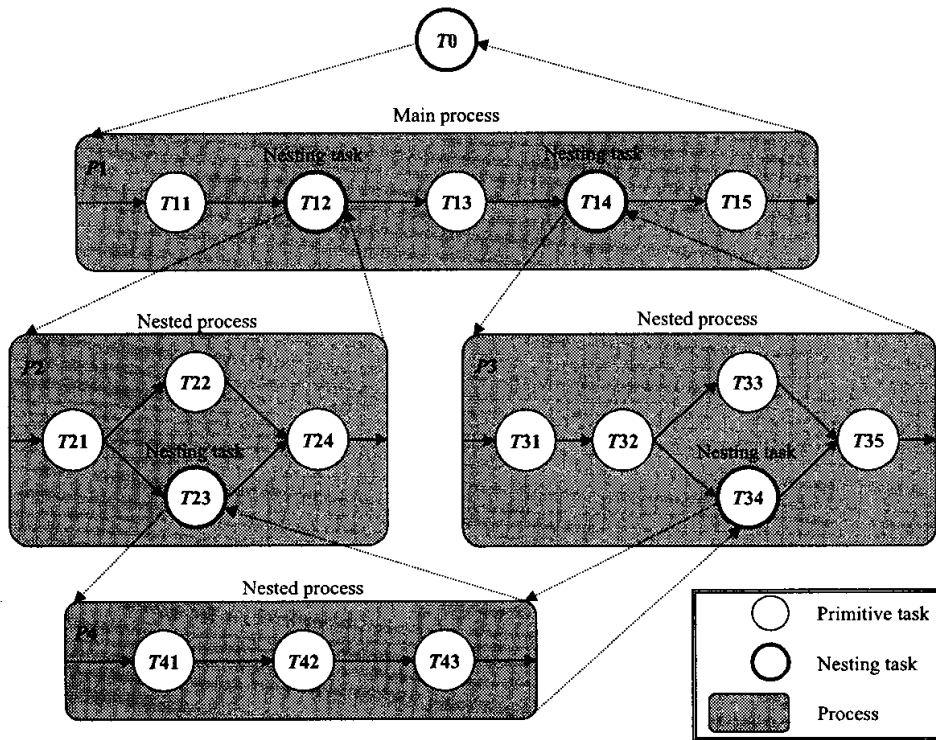 T0
Main process
P1
Nesting task
Nesting task
T11
T12
T13
T14
T15
Nested process
Nested process
P2
P3
T22
T33
T21
T24
T31
T32
T35
Nesting task
Nesting task
T23
T34
Nested process
P4
T41
T42
T43
Primitive task
Nesting task
Process